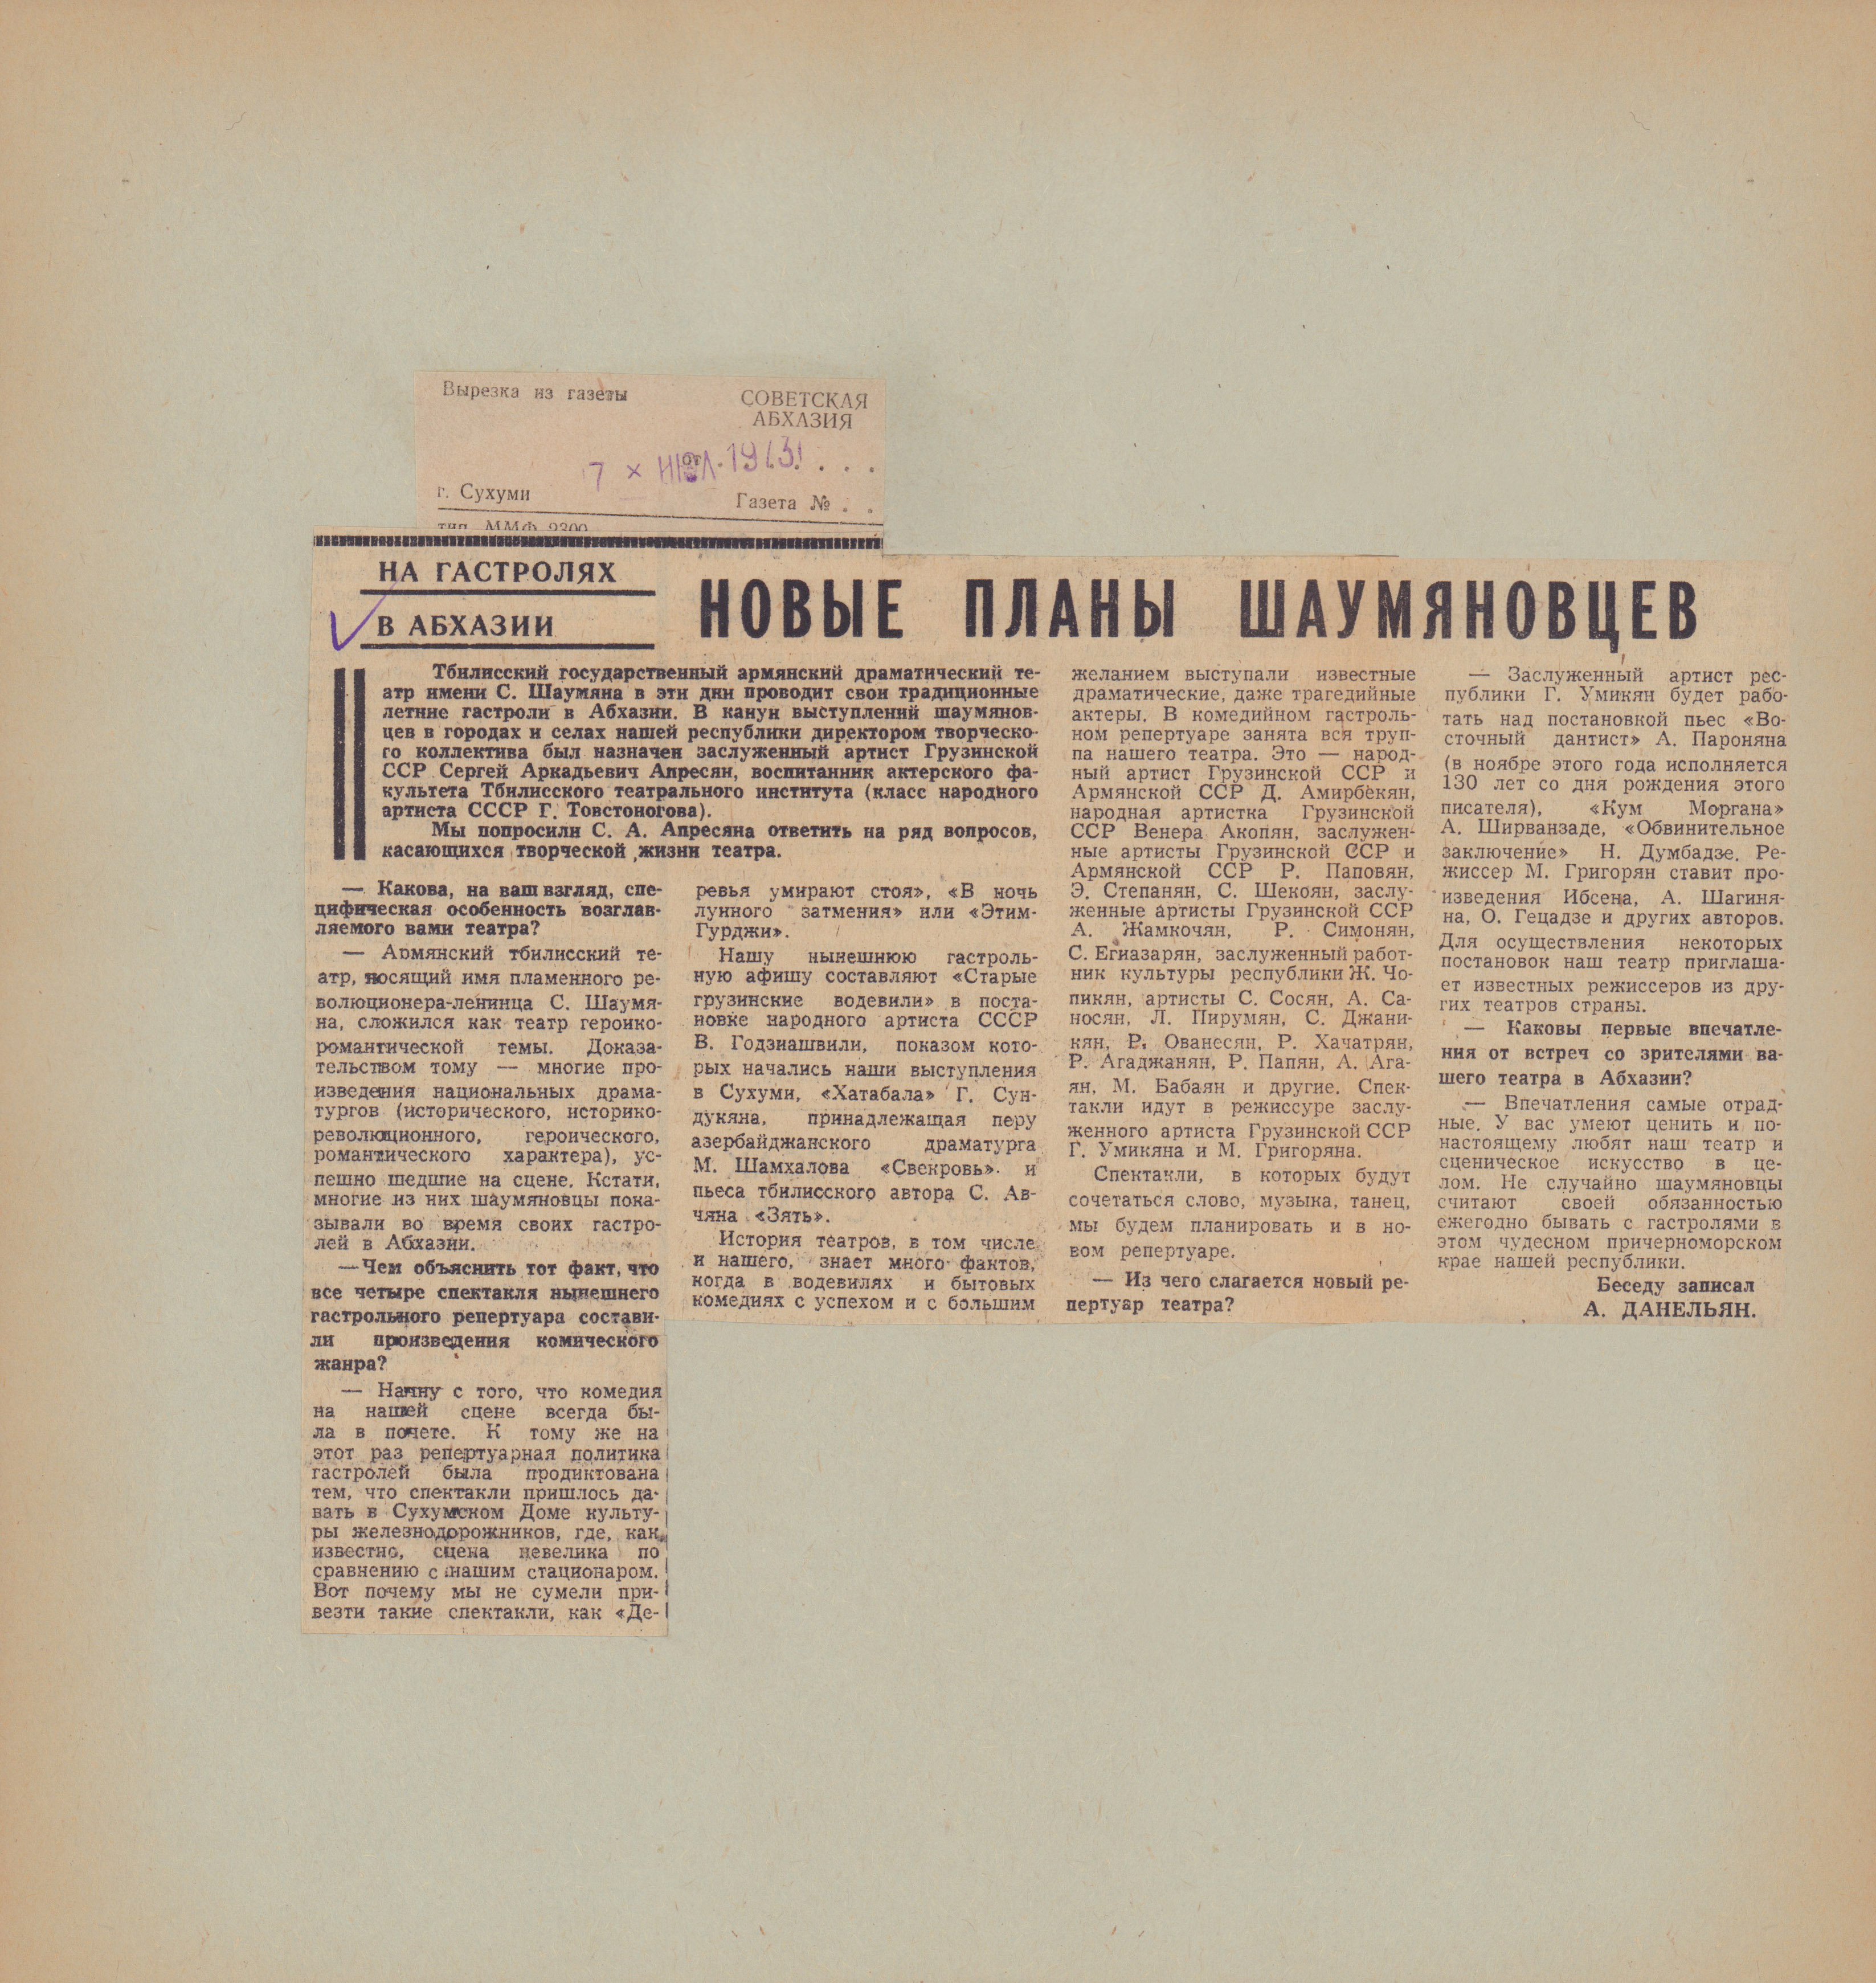 Вырезка из газеты
СОВЕТСКАЯ
АБХАЗИЯ
7 ИЮЛ. 1973
г. Сухуми
Газета № . .
тип. ММФ 2300
НА ГАСТРОЛЯХ
В АБХАЗИИ
НОВЫЕ ПЛАНЫ ШАУМЯНОВЦЕВ
Тбилисский государственный армянский драматический те-
атр имени С. Шаумяна в эти дни проводит свои традиционные
летние гастроли в Абхазии. В канун выступлений шаумянов-
цев в городах и селах нашей республики директором творческо-
го коллектива был назначен заслуженный артист Грузинской
ССР Сергей Аркадьевич Апресян, воспитанник актерского фа-
культета Тбилисского театрального института (класс народного
артиста СССР Г. Товстоногова).
Мы попросили С. А. Апресяна ответить на ряд вопросов,
касающихся творческой жизни театра.
— Какова, на ваш взгляд, спе-
цифическая особенность возглав-
ляемого вами театра?
— Армянский тбилисский те-
атр, носящий имя пламенного ре-
волюционера-ленинца С. Шаумя-
на, сложился как театр героико-
романтической темы. Доказа-
тельством тому — многие про-
изведения национальных драма-
тургов (исторического, историко-
революционного, героического,
романтического характера), ус-
пешно шедшие на сцене. Кстати,
многие из них шаумяновцы пока-
зывали во время своих гастро-
лей в Абхазии.
— Чем объяснить тот факт, что
все четыре спектакля нынешнего
гастрольного репертуара состави-
ли произведения комического
жанра?
— Начну с того, что комедия
на нашей сцене всегда бы-
ла в почете. К тому же на
этот раз репертуарная политика
гастролей была продиктована
тем, что спектакли пришлось да-
вать в Сухумском Доме культу-
ры железнодорожников, где, как
известно, сцена невелика по
сравнению с нашим стационаром.
Вот почему мы не сумели при-
везти такие спектакли, как «Де-
ревья умирают стоя», «В ночь
лунного затмения» или «Этим-
Гурджи».
Нашу нынешнюю гастроль-
ную афишу составляют «Старые
грузинские водевили» в поста-
новке народного артиста СССР
В. Годзиашвили, показом кото-
рых начались наши выступления
в Сухуми, «Хатабала» Г. Сун-
дукяна, принадлежащая перу
азербайджанского драматурга
М. Шамхалова «Свекровь» и
пьеса тбилисского автора С. Ав-
чяна «Зять».
История театров, в том числе
и нашего, знает много фактов,
когда в водевилях и бытовых
комедиях с успехом и с большим
желанием выступали известные
драматические, даже трагедийные
актеры. В комедийном гастроль-
ном репертуаре занята вся труп-
па нашего театра. Это — народ-
ный артист Грузинской ССР и
Армянской ССР Д. Амирбекян,
народная артистка Грузинской
ССР Венера Акопян, заслужен-
ные артисты Грузинской ССР и
Армянской ССР Р. Паповян,
Э. Степанян, С. Шекоян, заслу-
женные артисты Грузинской ССР
А. Жамкочян, Р. Симонян,
С. Егиазарян, заслуженный работ-
ник культуры республики Ж. Чо-
пикян, артисты С. Сосян, А. Са-
носян, Л. Пирумян, С. Джани-
кян, Р. Ованесян, Р. Хачатрян,
Р. Агаджанян, Р. Папян, А. Ага-
ян, М. Бабаян и другие. Спек-
такли идут в режиссуре заслу-
женного артиста Грузинской ССР
Г. Умикяна и М. Григоряна.
Спектакли, в которых будут
сочетаться слово, музыка, танец,
мы будем планировать и в но-
вом репертуаре.
— Из чего слагается новый ре-
пертуар театра?
— Заслуженный артист рес-
публики Г. Умикян будет рабо-
тать над постановкой пьес «Во-
сточный дантист» А. Пароняна
(в ноябре этого года исполняется
130 лет со дня рождения этого
писателя), «Кум Моргана»
А. Ширванзаде, «Обвинительное
заключение» Н. Думбадзе. Ре-
жиссер М. Григорян ставит про-
изведения Ибсена, А. Шагиня-
на, О. Гецадзе и других авторов.
Для осуществления некоторых
постановок наш театр приглаша-
ет известных режиссеров из дру-
гих театров страны.
— Каковы первые впечатле-
ния от встреч со зрителями ва-
шего театра в Абхазии?
— Впечатления самые отрад-
ные. У вас умеют ценить и по-
настоящему любят наш театр и
сценическое искусство в це-
лом. Не случайно шаумяновцы
считают своей обязанностью
ежегодно бывать с гастролями в
этом чудесном причерноморском
крае нашей республики.
Беседу записал
А. ДАНЕЛЬЯН.